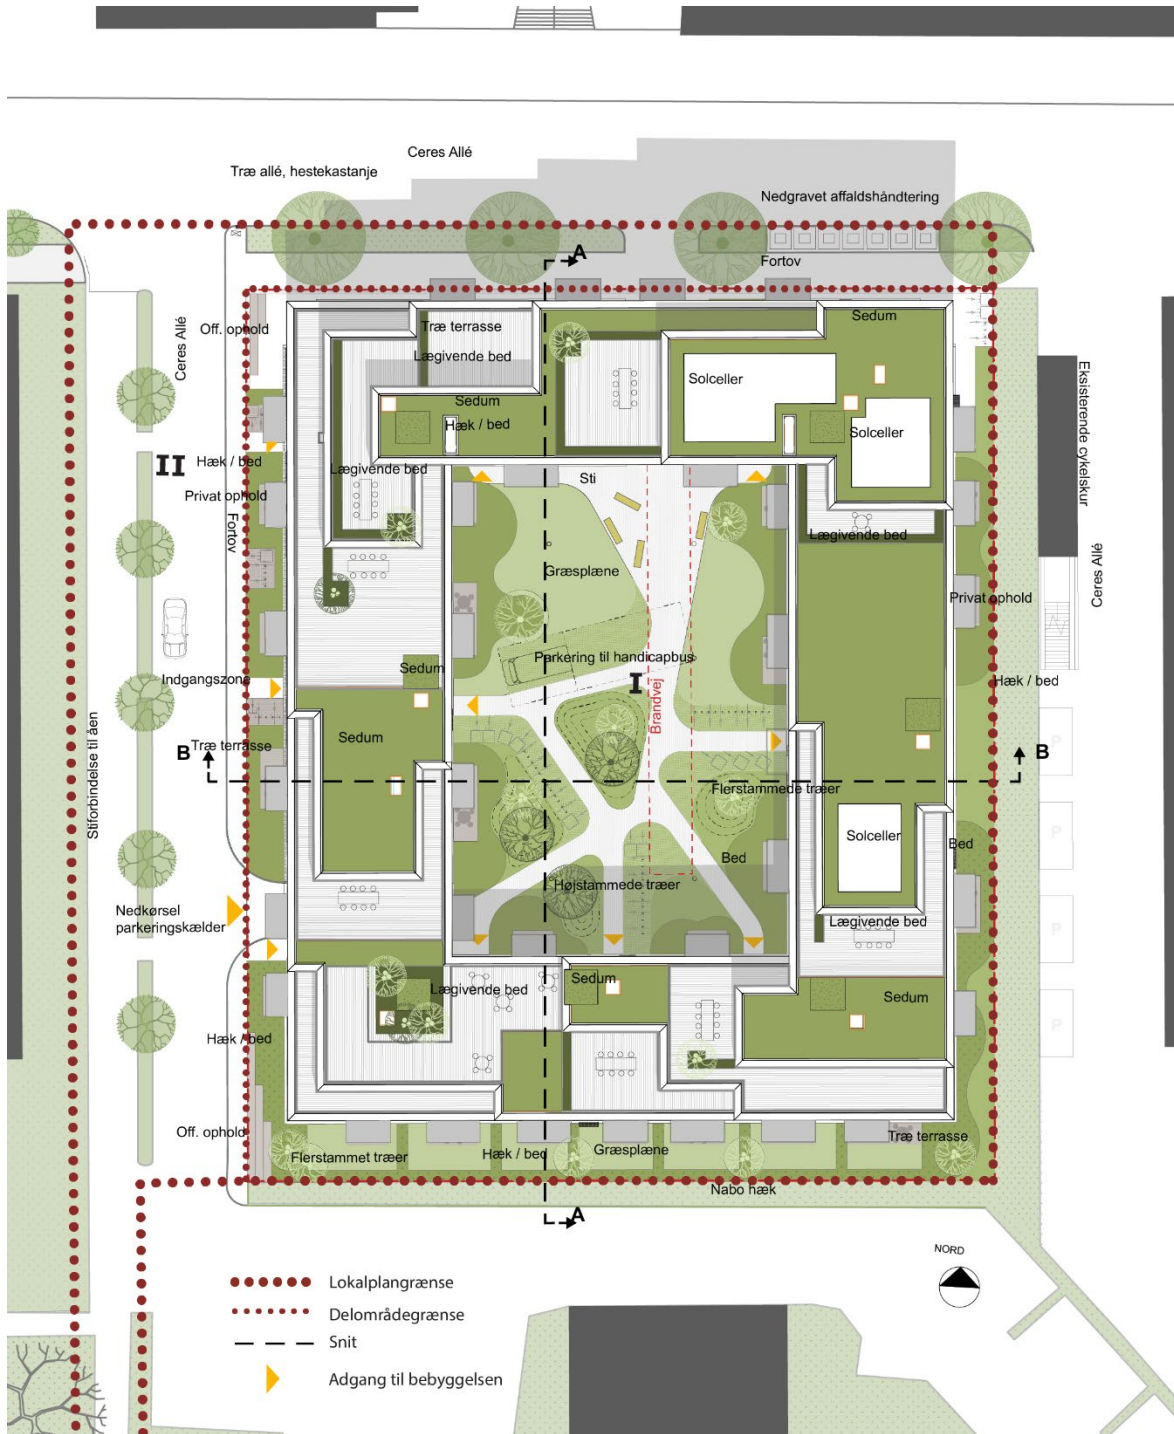 Ceres Allé
Træ allé, hestekastanje
Nedgravet affaldshåndtering
A
Fortov
Off. ophold
Træ terrasse
Sedum
Ceres Allé
Lægivende bed
Solceller
Eksisterende cykelskur
Sedum
Hæk / bed
Solceller
II
Hæk / bed
Lægivende bed
Sti
Privat ophold
Fortov
Lægivende bed
Græsplæne
Ceres Allé
Privat ophold
Parkering til handicapbus
Sedum
Indgangszone
I
Hæk / bed
Brandvej
Stiforbindelse til åen
Sedum
Træ terrasse
B
B
P
Flerstammede træer
Solceller
P
Bed
Bed
Højstammede træer
Nedkørsel
parkeringskælder
Lægivende bed
P
Sedum
Lægivende bed
Sedum
P
Hæk / bed
Off. ophold
Træ terrasse
Flerstammet træer
Hæk / bed
Græsplæne
Nabo hæk
A
NORD
Lokalplangrænse
Delområdegrænse
Snit
Adgang til bebyggelsen